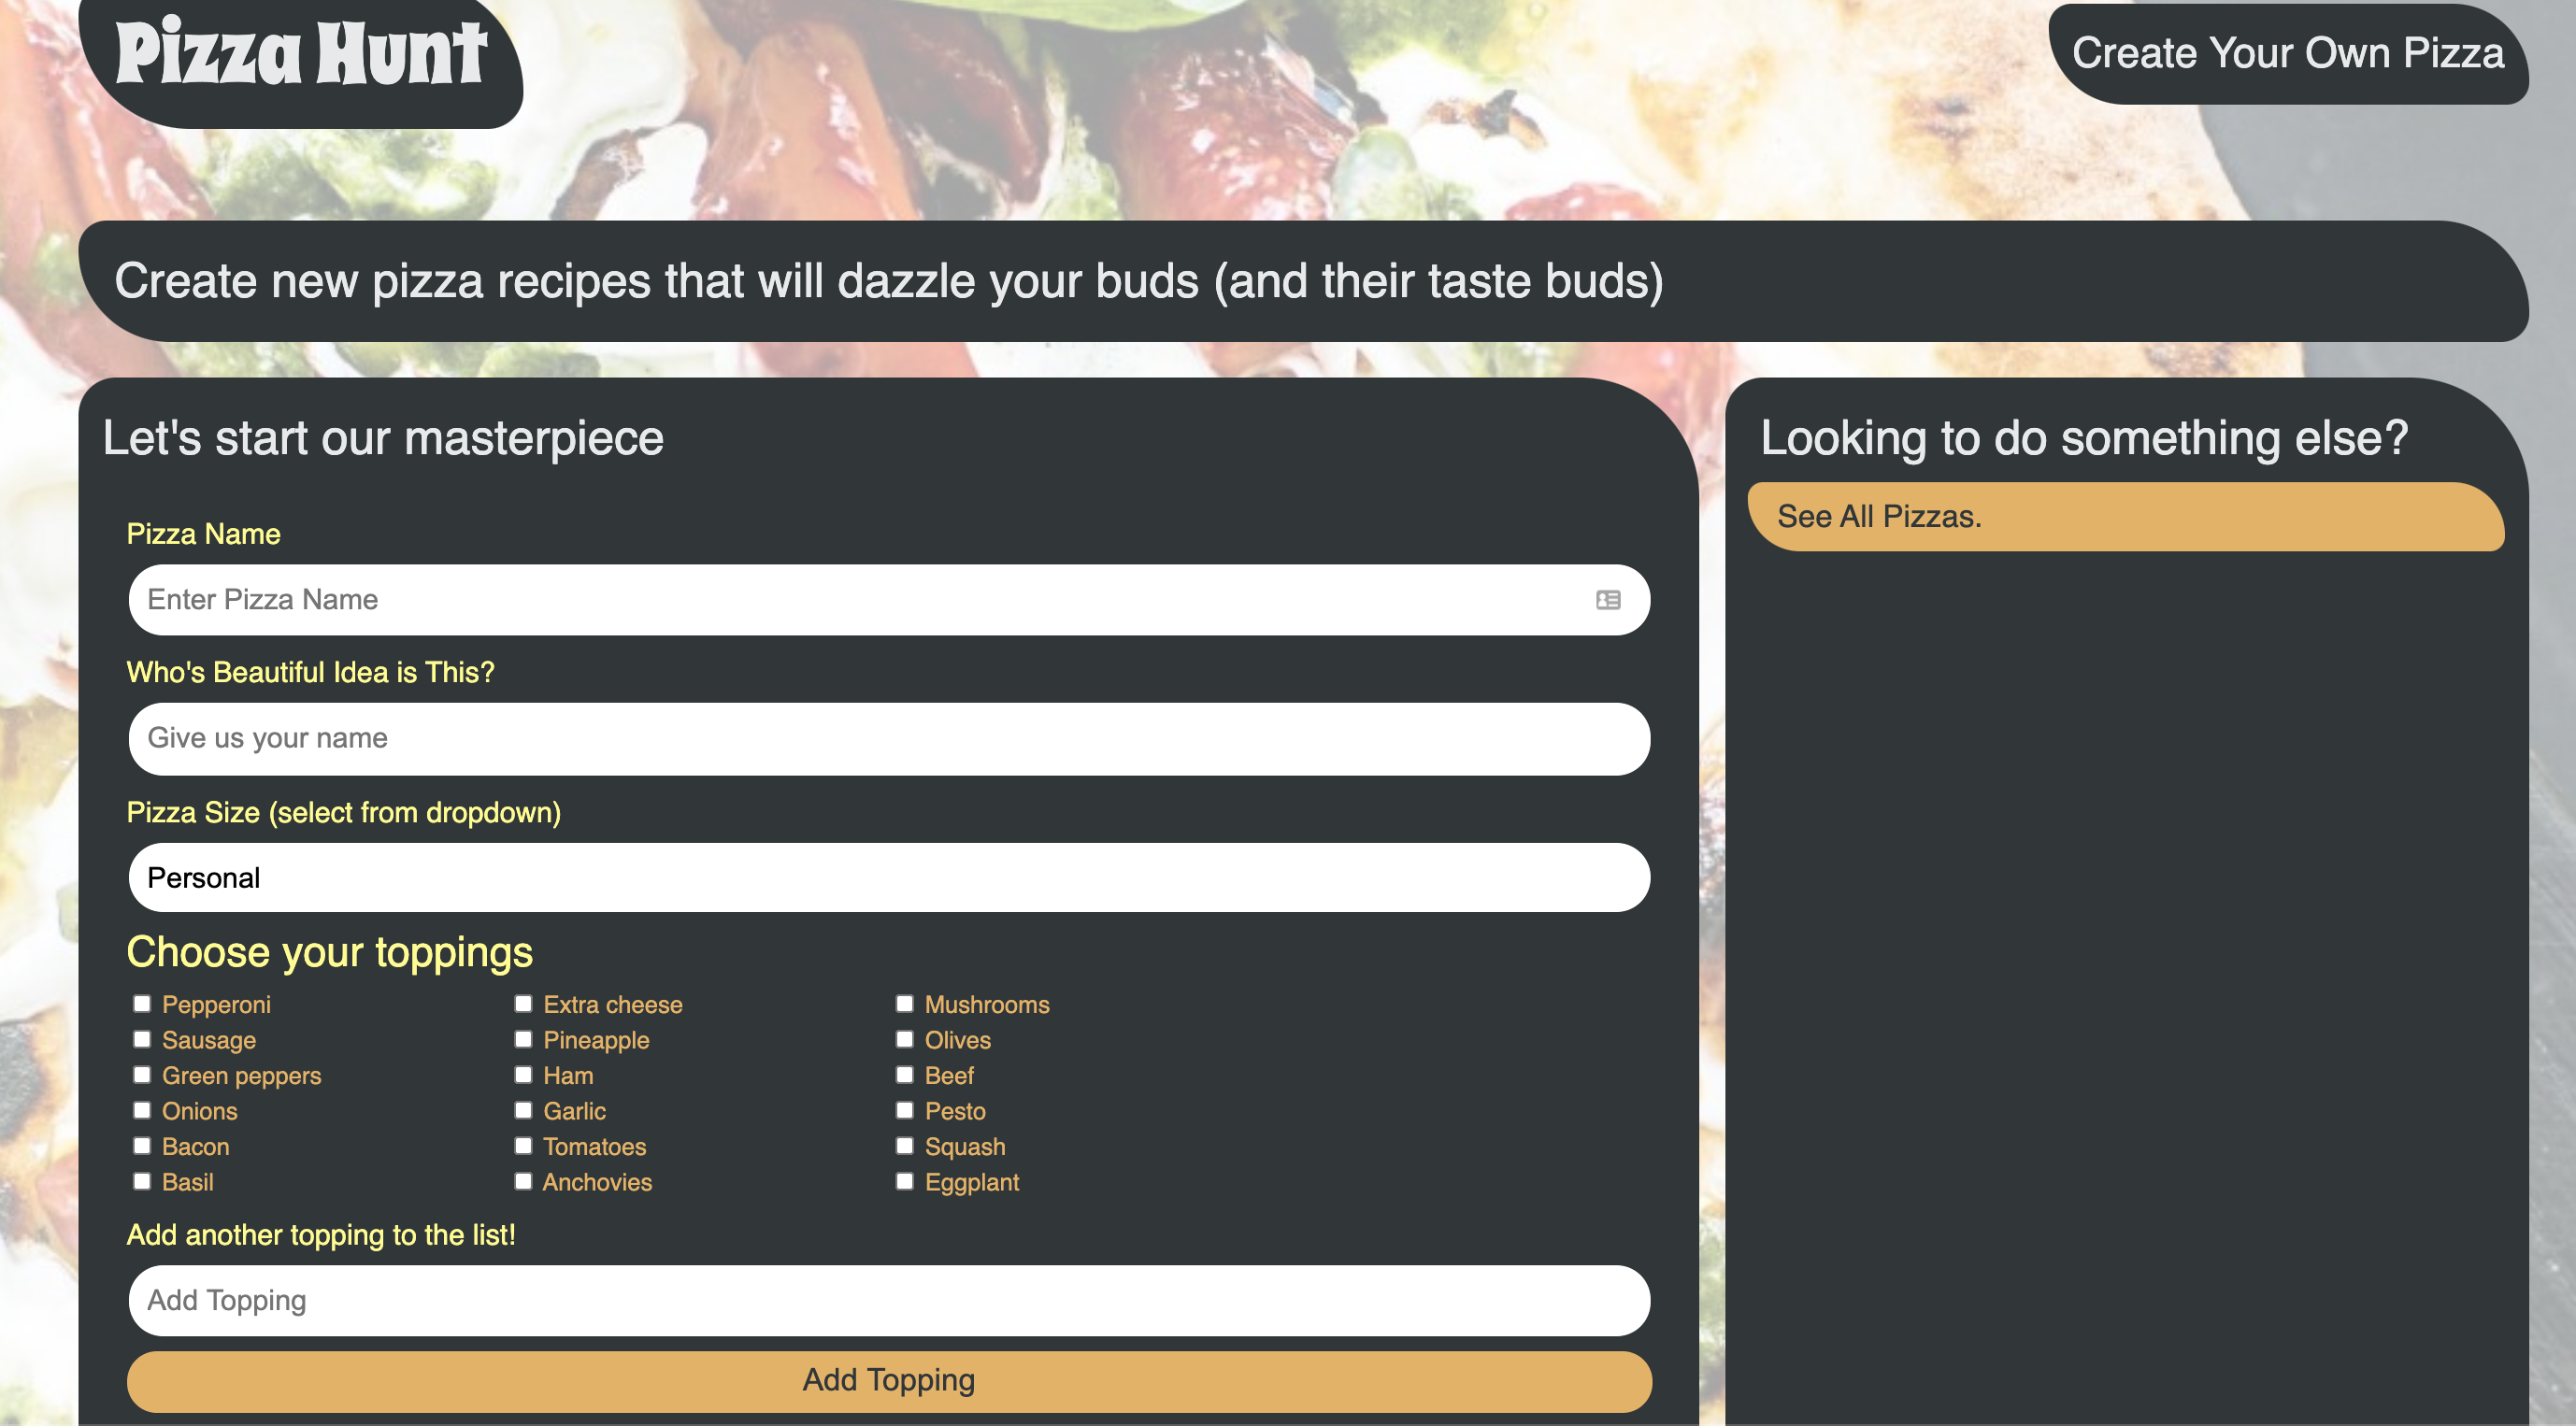 Pizza Hunt
Create Your Own Pizza
Create new pizza recipes that will dazzle your buds (and their taste buds)
Let's start our masterpiece
Pizza Name
Enter Pizza Name
Who's Beautiful Idea is This?
Give us your name
Pizza Size (select from dropdown)
Personal
Choose your toppings
Pepperoni
Extra cheese
Mushrooms
Sausage
Pineapple
Olives
Green peppers
Ham
Beef
Onions
Garlic
Pesto
Bacon
Tomatoes
Squash
Basil
Anchovies
Eggplant
Add another topping to the list!
Add Topping
Add Topping
Looking to do something else?
See All Pizzas.